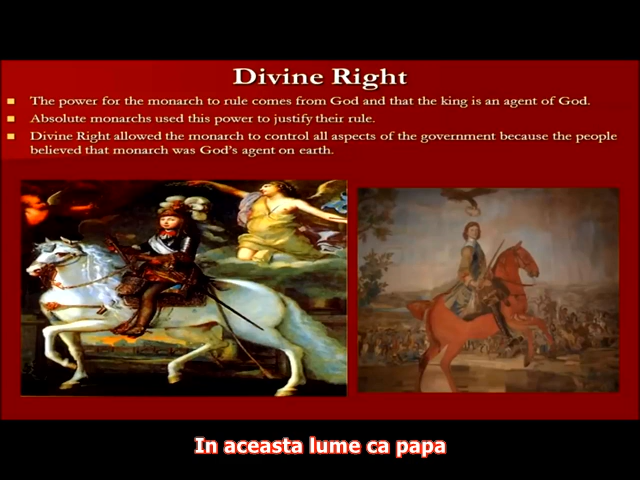 Divine Right
The power for the monarch to rule comes from God and that the king is an agent of God.
Absolute monarchs used this power to justify their rule.
Divine Right allowed the monarch to control all aspects of the government because the people
believed that monarch was God's agent on earth.
In aceasta lume ca papa